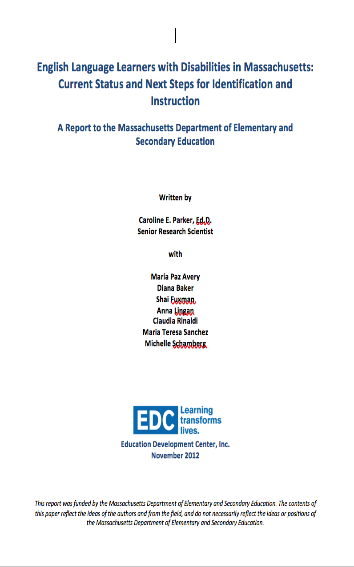 English Language Learners with Disabilities in Massachusetts:
Current Status and Next Steps for Identification and
Instruction
A Report to the Massachusetts Department of Elementary and
Secondary Education
Written by
Caroline E. Parker, Ed.D.
Senior Research Scientist
with
Maria Paz Avery
Diana Baker
Shai Fuxman
Anna Lingan
Claudia Rinaldi
Maria Teresa Sanchez
Michelle Schamberg
EDC Learning
transforms
lives.
Education Development Center, Inc.
November 2012
This report was funded by the Massachusetts Department of Elementary and Secondary Education. The contents of
this paper reflect the ideas of the authors and from the field, and do not necessarily reflect the ideas or positions of
the Massachusetts Department of Elementary and Secondary Education.